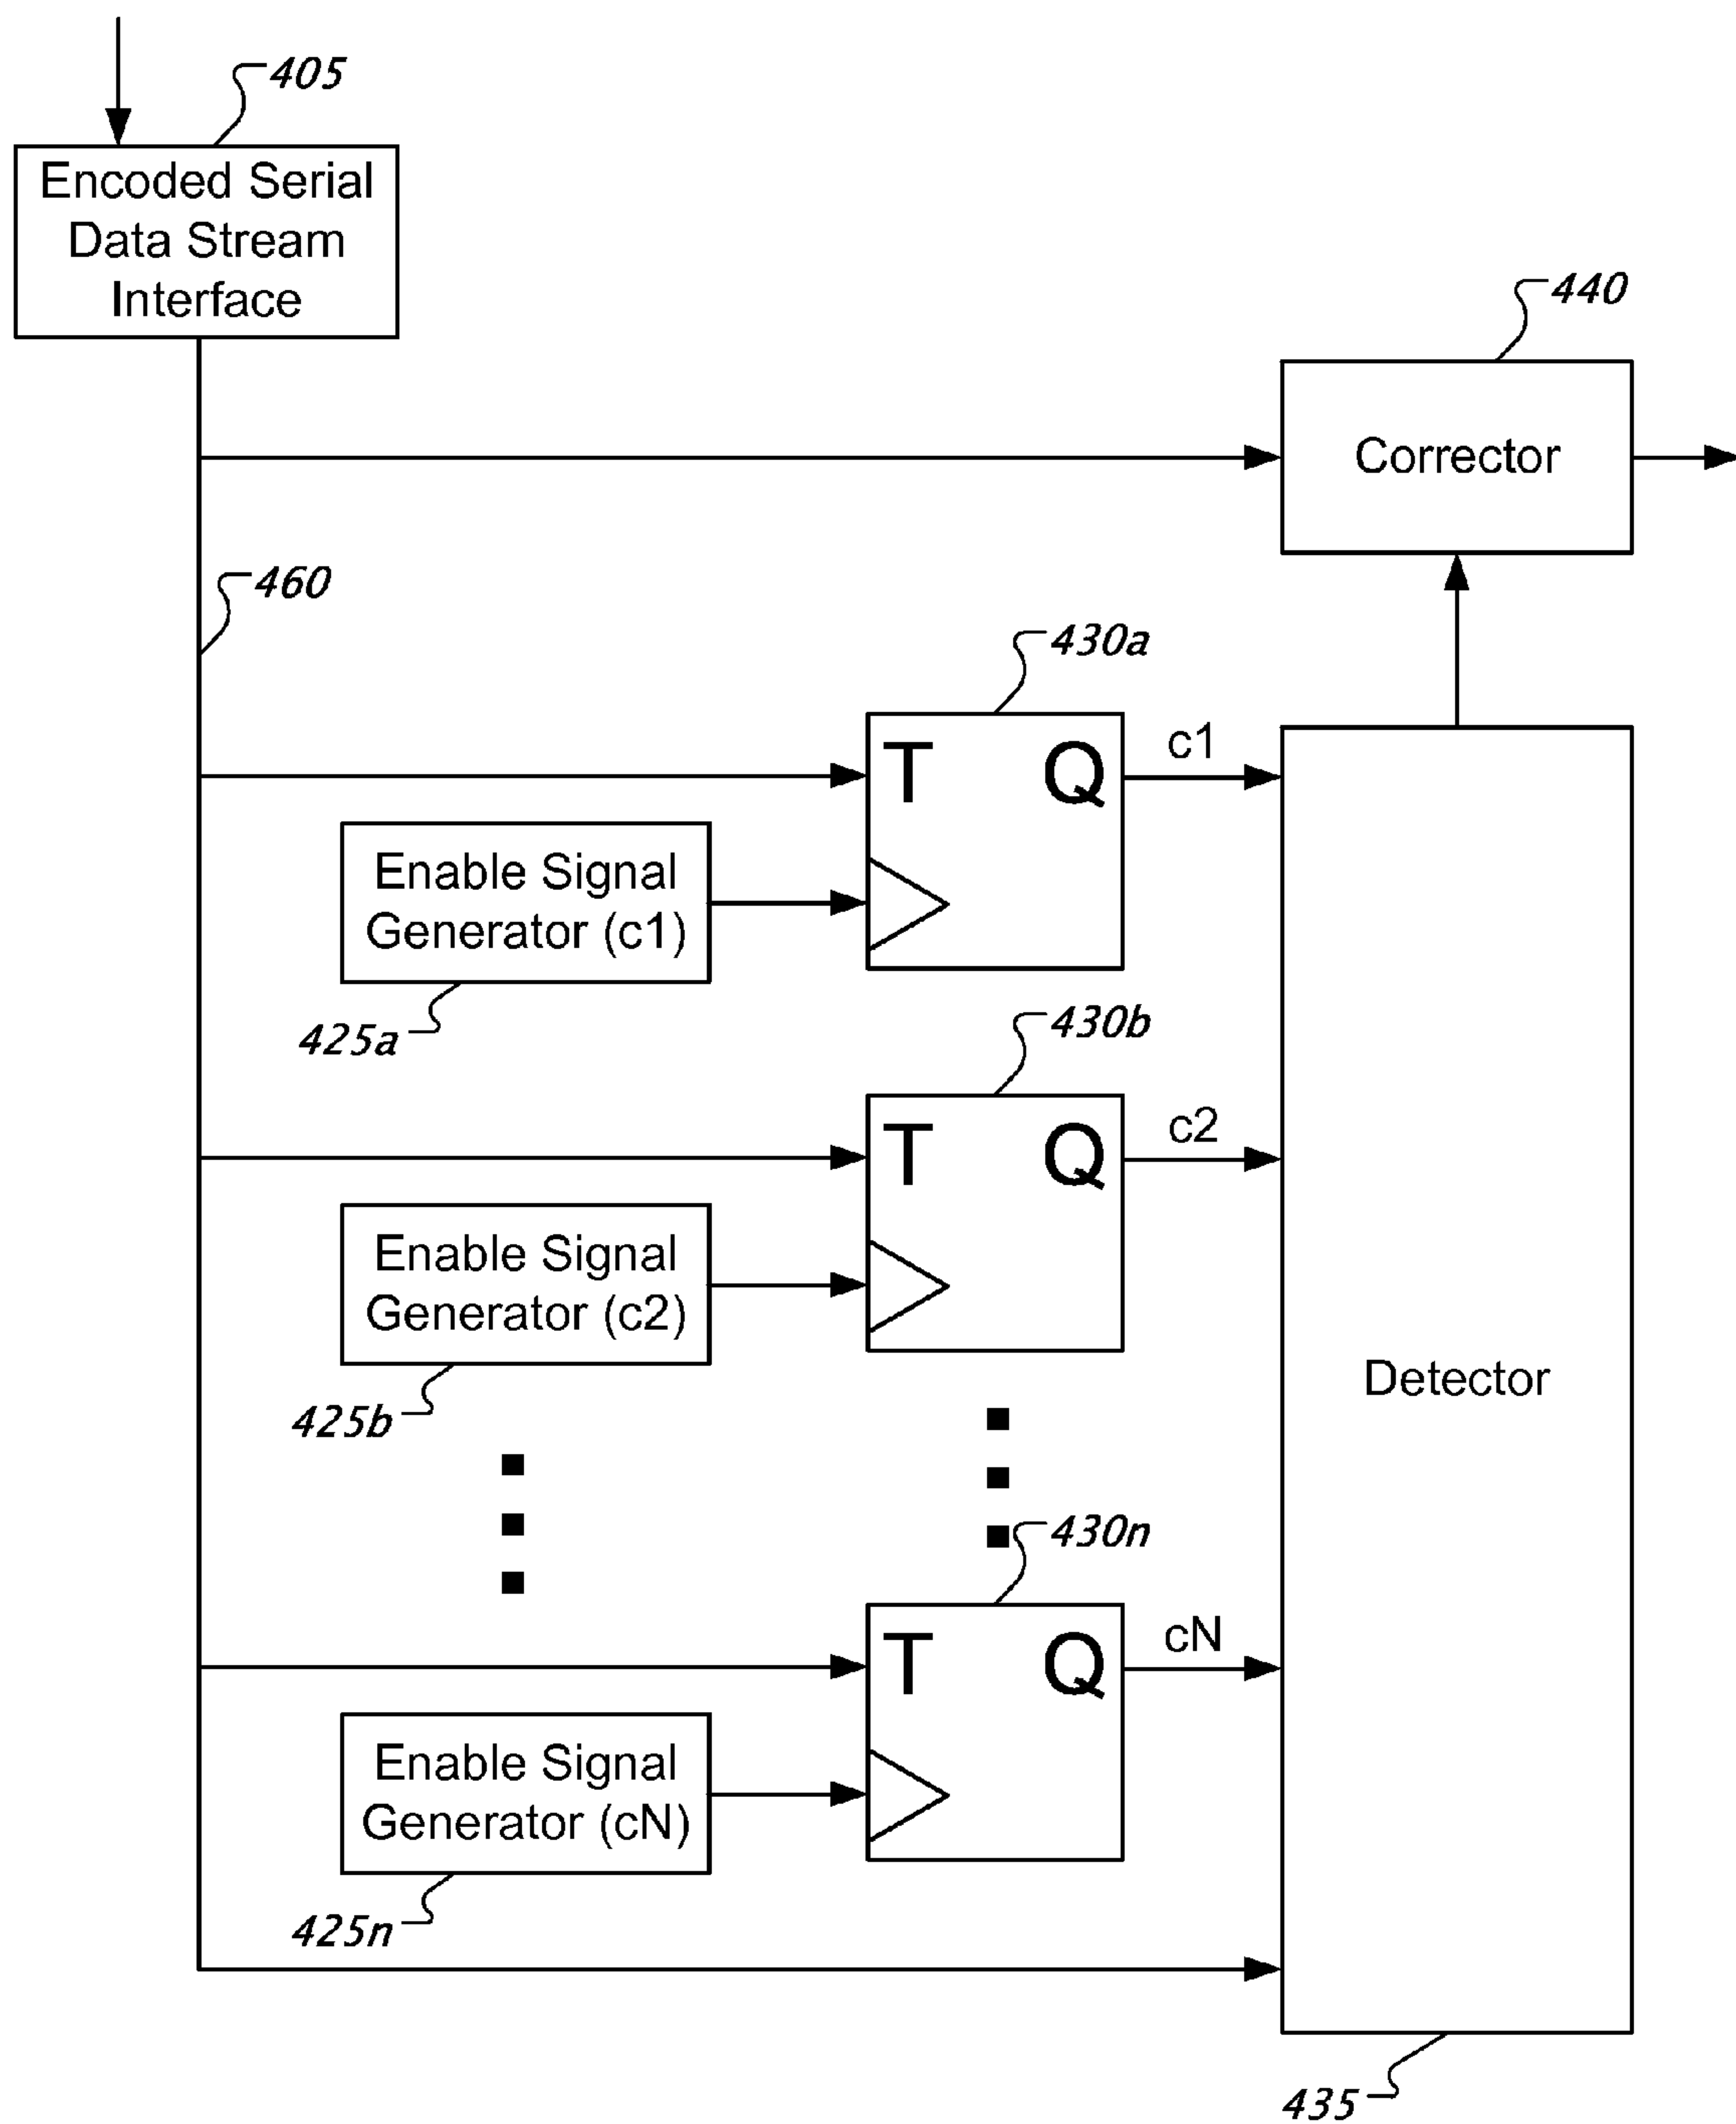 405
Encoded Serial
Data Stream
Interface
440
Corrector
460
430a
T Q
c1
Enable Signal
Generator (c1)
425a
430b
T Q
c2
Enable Signal
Generator (c2)
425b
Detector
430n
T Q
cN
Enable Signal
Generator (cN)
425n
435